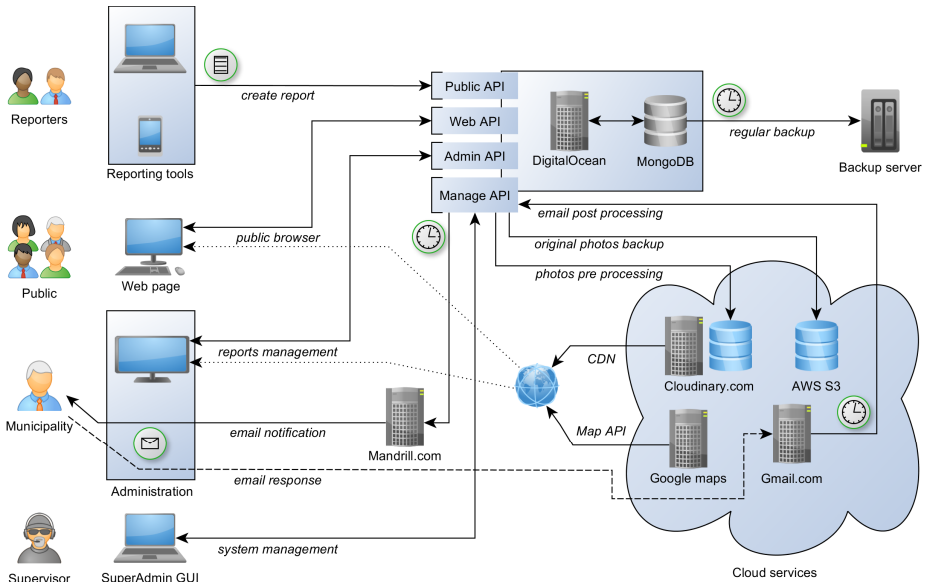 Public API
create report
Reporters
Web API
regular backup
DigitalOcean
MongoDB
Admin API
Backup server
Reporting tools
Manage API
email post processing
public browser
original photos backup
photos pre processing
Public
Web page
reports management
CDN
Cloudinary.com
AWS S3
Municipality
email notification
Map API
Mandrill.com
email response
Google maps
Gmail.com
Administration
system management
Cloud services
Supervisor
SuperAdmin GUI